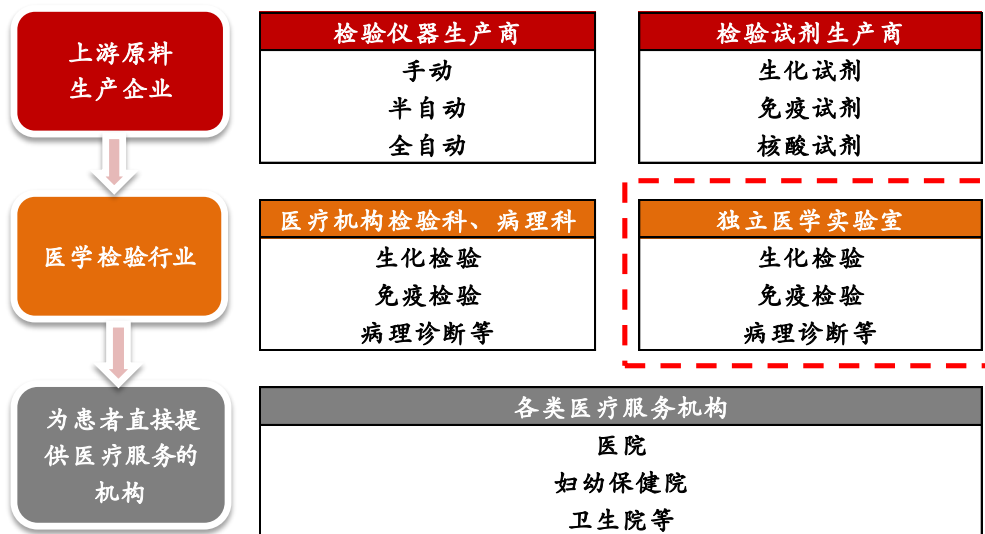 上游原料
生产企业
检验仪器生产商
手动
半自动
全自动
检验试剂生产商
生化试剂
免疫试剂
核酸试剂
医学检验行业
医疗机构检验科、病理科
生化检验
免疫检验
病理诊断等
独立医学实验室
生化检验
免疫检验
病理诊断等
为患者直接提
供医疗服务的
机构
各类医疗服务机构
医院
妇幼保健院
卫生院等